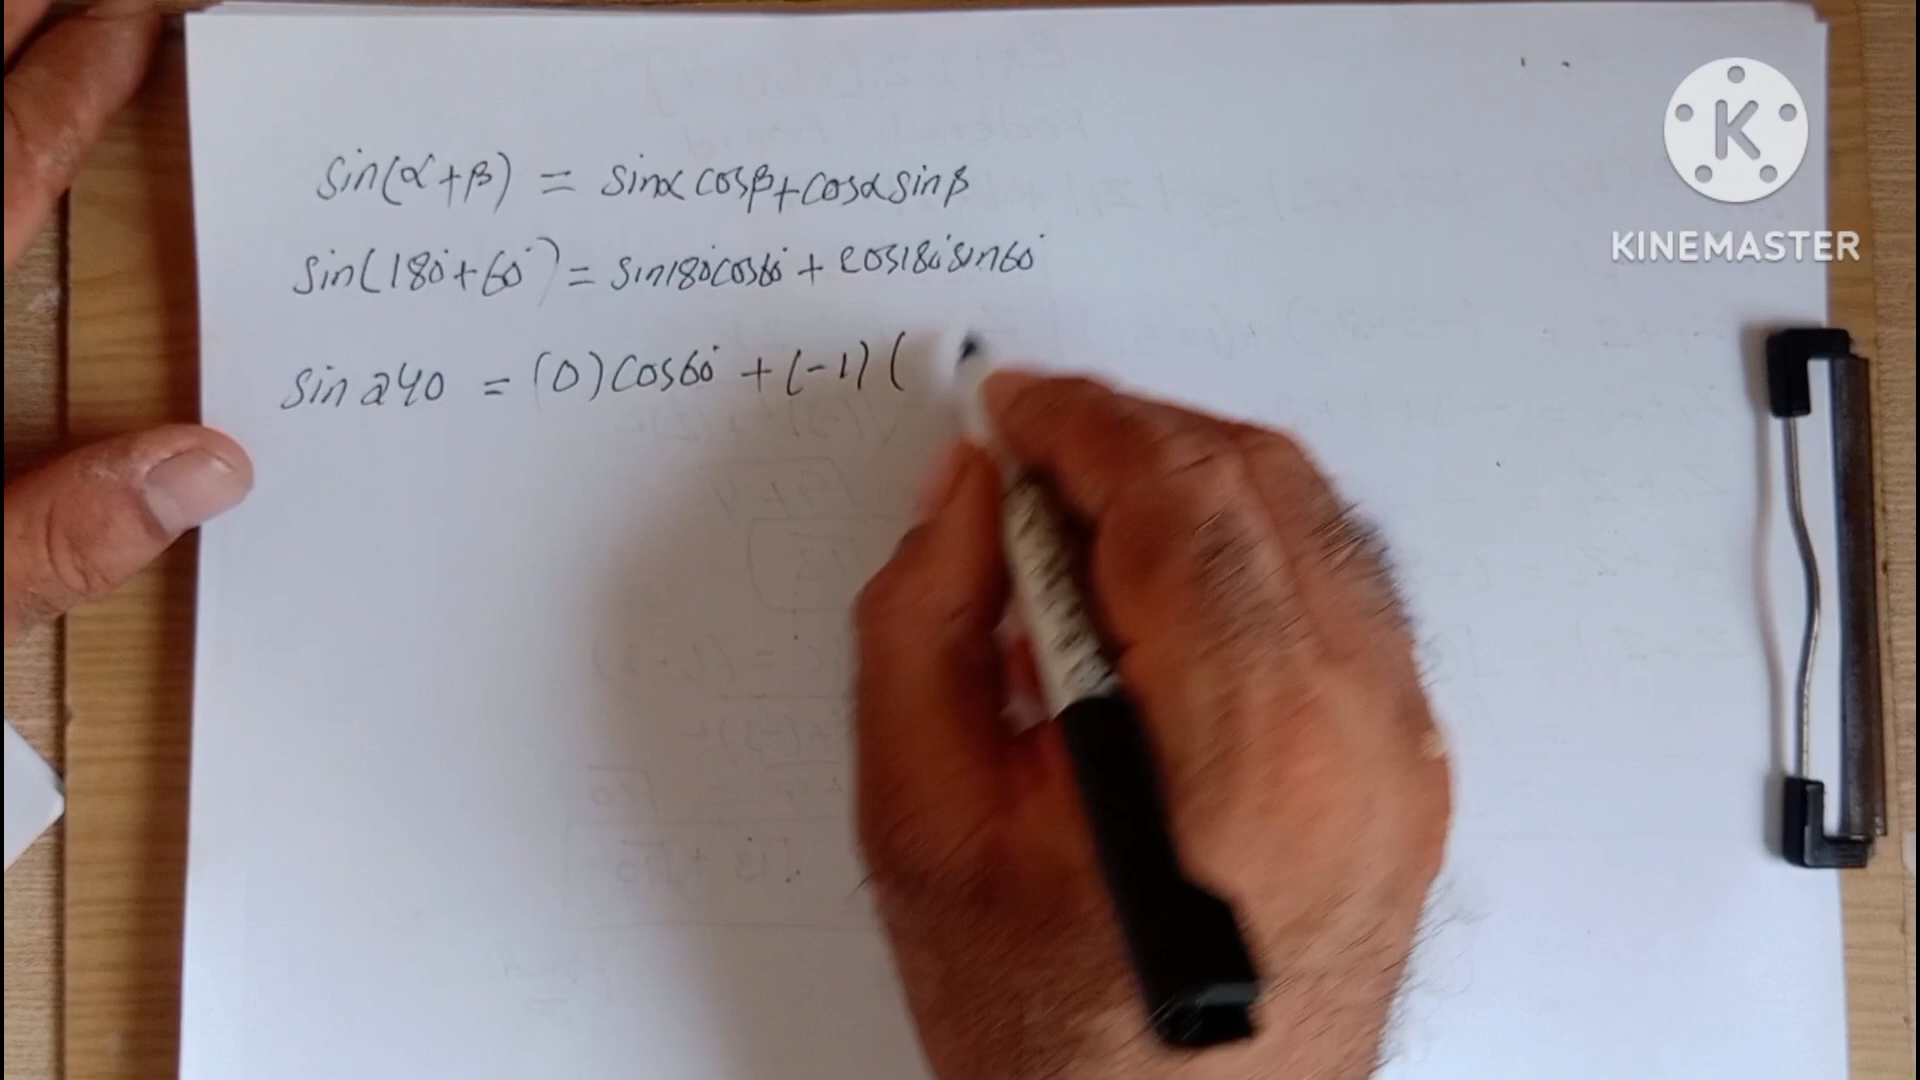 sin(α+β) = sinα cosβ+cosα sinβ
sin(180°+60°) = sin180°cos60° + cos180°sin60°
sin 240 = (0)cos60° + (-1) (
KINEMASTER